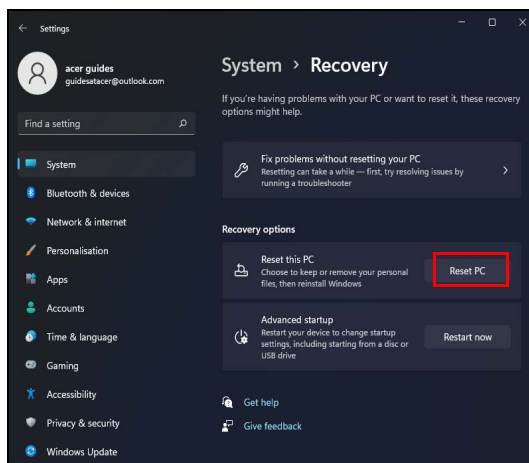 Settings
acer guides
guidesatacer@outlook.com
Find a setting
System
Bluetooth & devices
Network & internet
Personalisation
Apps
Accounts
Time & language
Gaming
Accessibility
Privacy & security
Windows Update
System > Recovery
If you're having problems with your PC or want to reset it, these recovery
options might help.
Fix problems without resetting your PC
Resetting can take a while — first, try resolving issues by
running a troubleshooter
Recovery options
Reset this PC
Choose to keep or remove your personal
files, then reinstall Windows
Reset PC
Advanced startup
Restart your device to change startup
settings, including starting from a disc or
USB drive
Restart now
Get help
Give feedback